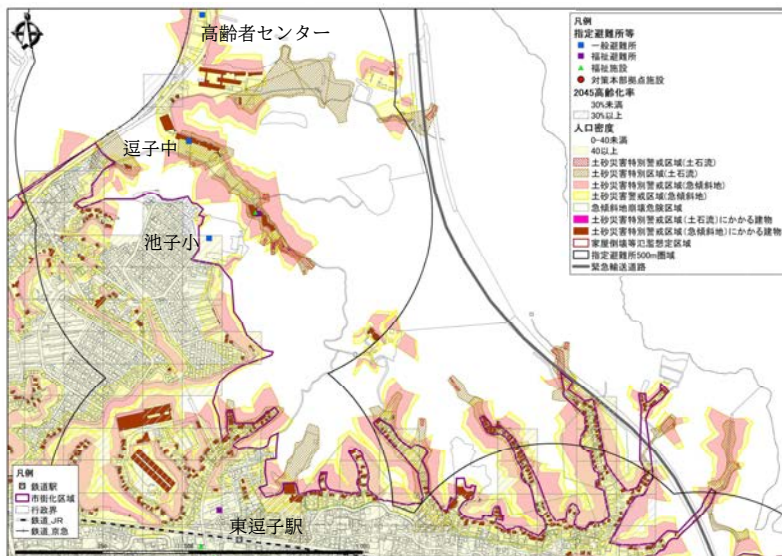 高齢者センター
逗子中
池子小
東逗子駅
凡例
指定避難所等
一般避難所
福祉避難所
福祉施設
対策本部拠点施設
2045高齢化率
30%未満
30%以上
人口密度
0-40未満
40以上
土砂災害特別警戒区域(土石流)
土砂災害特別区域(土石流)
土砂災害特別警戒区域(急傾斜地)
土砂災害警戒区域(急傾斜地)
急傾斜地崩壊危険区域
土砂災害特別警戒区域(土石流)にかかる建物
土砂災害特別警戒区域(急傾斜地)にかかる建物
家屋倒壊等氾濫想定区域
指定避難所500m圏域
緊急輸送道路
凡例
鉄道駅
市街化区域
行政界
鉄道_JR
鉄道_京急